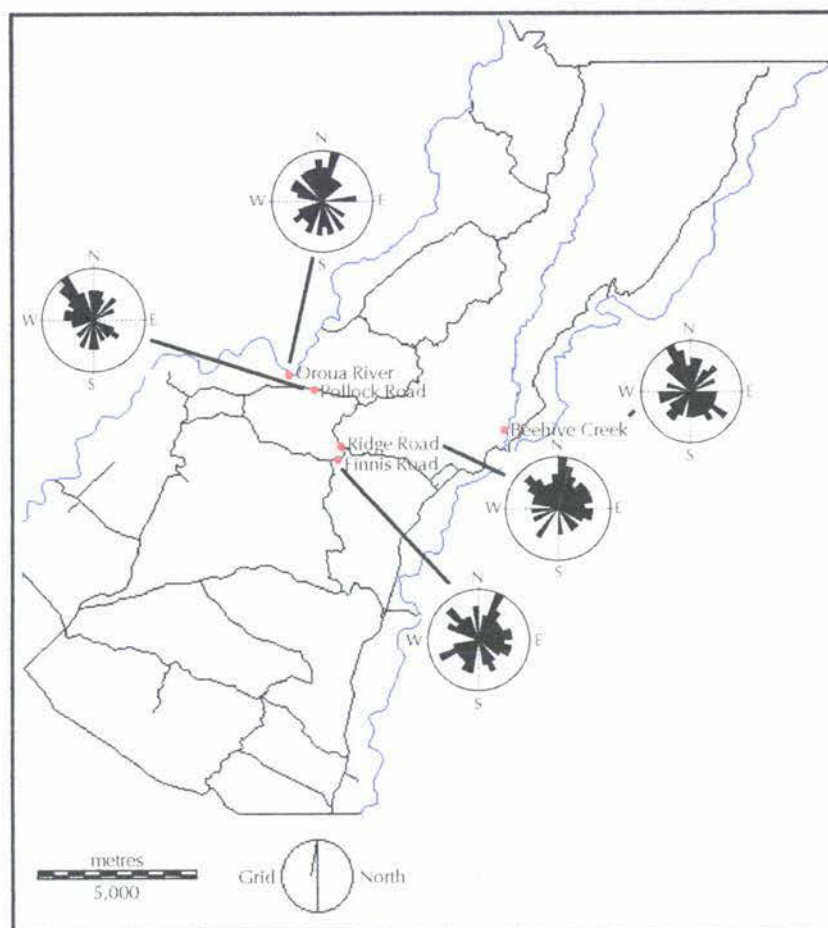 N
W E
S
N
W E
S
Oroua River
Pollock Road
N
W E
S
Beehive Creek
Ridge Road
Finnis Road
N
W E
S
N
W E
S
metres
5,000
Grid North